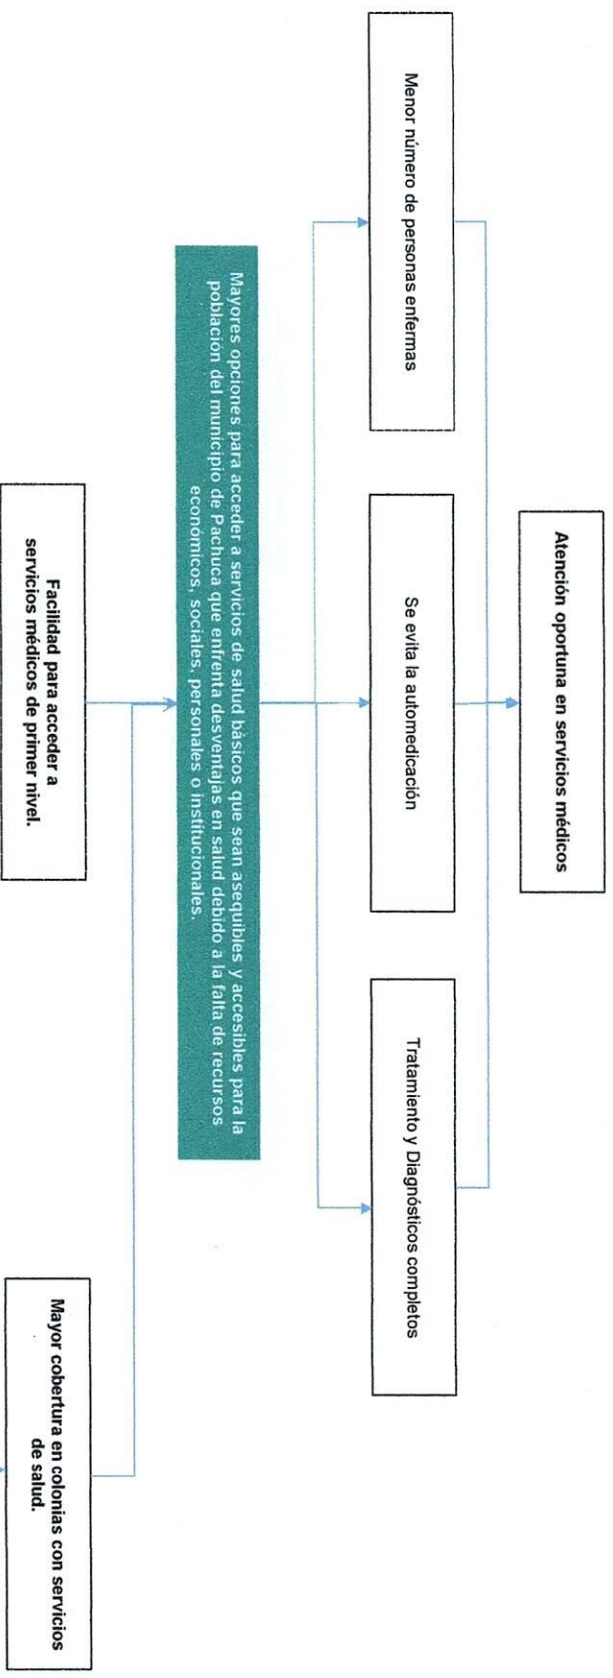 Atención oportuna en servicios médicos
Menor número de personas enfermas
Se evita la automedicación
Tratamiento y Diagnósticos completos
Mayores opciones para acceder a servicios de salud básicos que sean asequibles y accesibles para la
población del municipio de Pachuca que enfrenta desventajas en salud debido a la falta de recursos
económicos, sociales, personales o institucionales.
Facilidad para acceder a
servicios médicos de primer nivel.
Mayor cobertura en colonias con servicios
de salud.